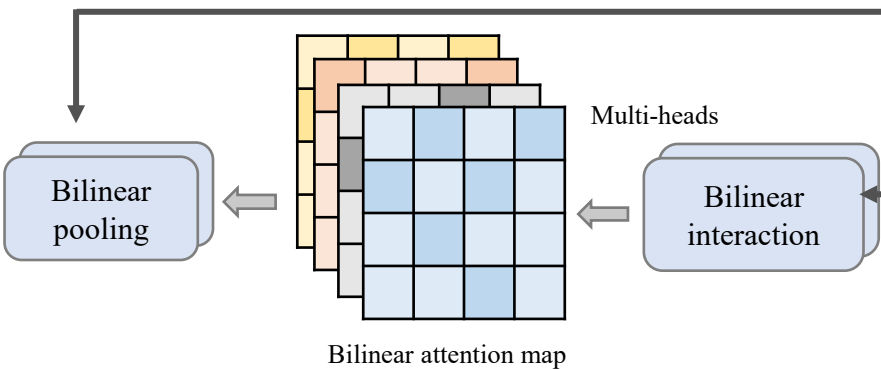 Multi-heads
Bilinear
pooling
Bilinear
interaction
Bilinear attention map